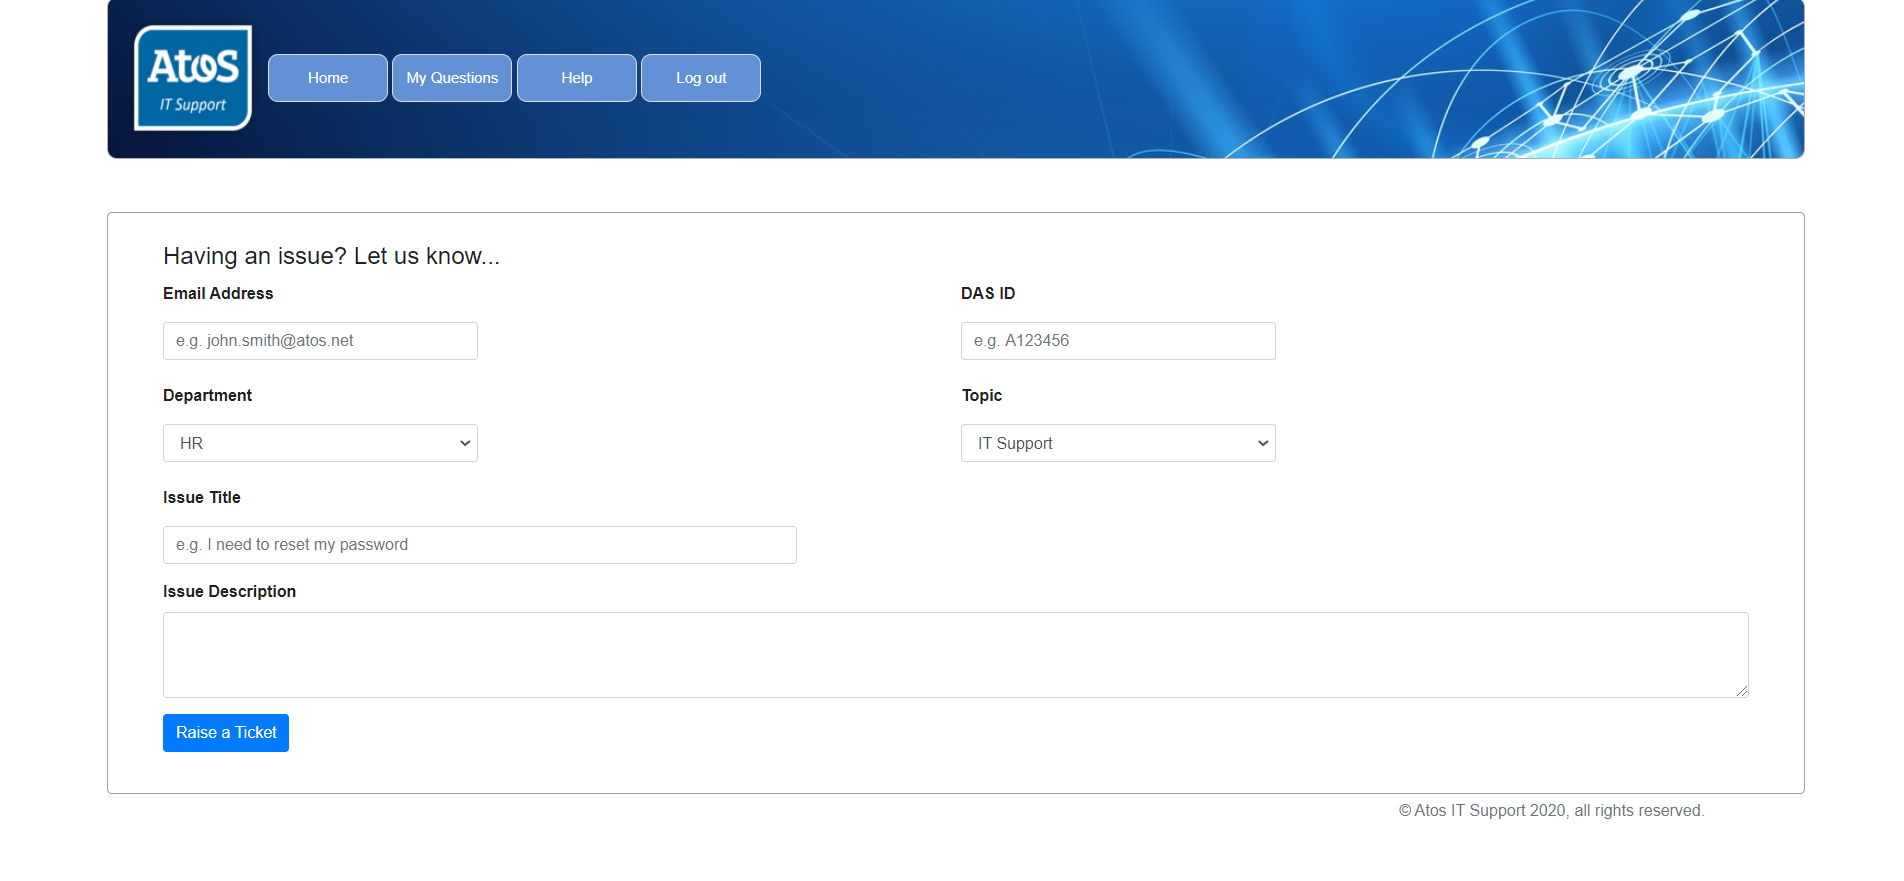 Atos
IT Support
Home
My Questions
Help
Log out
Having an issue? Let us know...
Email Address
DAS ID
e.g. john.smith@atos.net
e.g. A123456
Department
Topic
HR
IT Support
Issue Title
e.g. I need to reset my password
Issue Description
Raise a Ticket
© Atos IT Support 2020, all rights reserved.